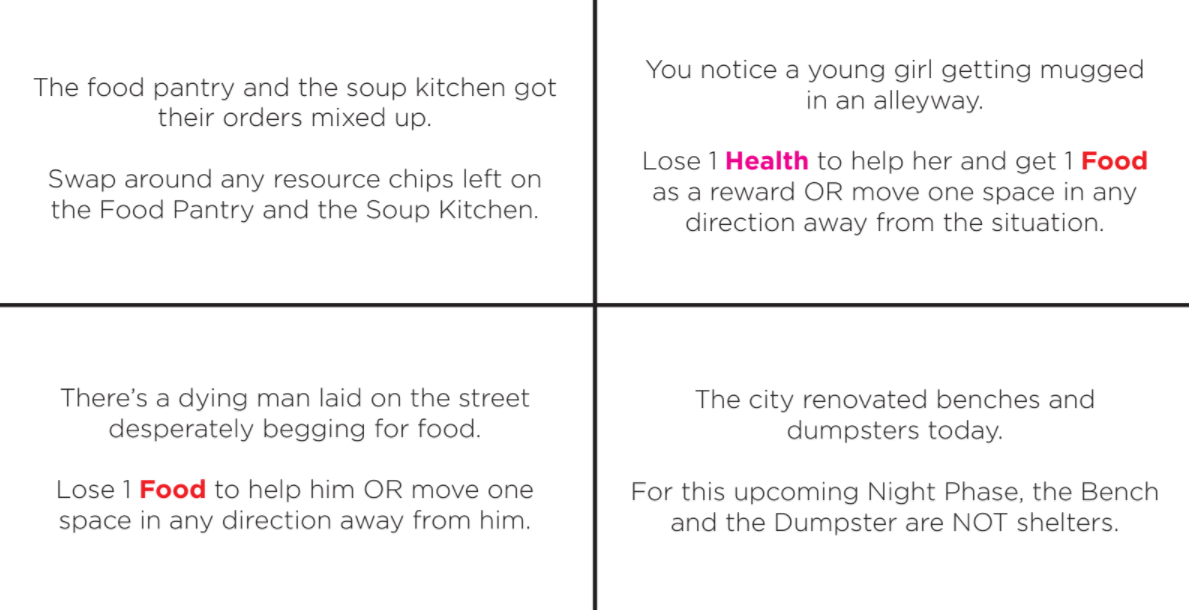 The food pantry and the soup kitchen got
their orders mixed up.
Swap around any resource chips left on
the Food Pantry and the Soup Kitchen.
You notice a young girl getting mugged
in an alleyway.
Lose 1 Health to help her and get 1 Food
as a reward OR move one space in any
direction away from the situation.
There’s a dying man laid on the street
desperately begging for food.
Lose 1 Food to help him OR move one
space in any direction away from him.
The city renovated benches and
dumpsters today.
For this upcoming Night Phase, the Bench
and the Dumpster are NOT shelters.